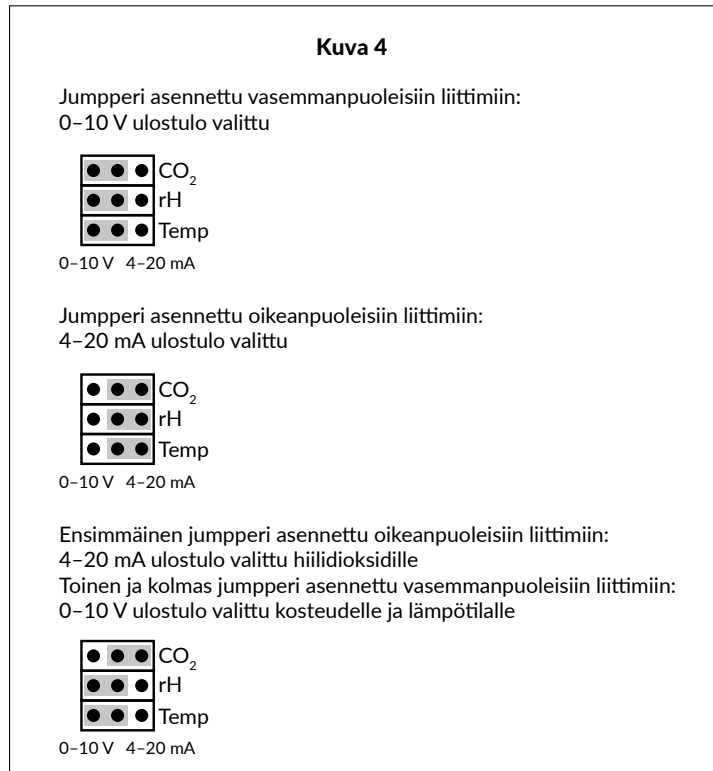 Kuva 4
Jumpperi asennettu vasemmanpuoleisiin liittimiin:
0–10 V ulostulo valittu
CO₂
rH
Temp
0–10 V 4–20 mA
Jumpperi asennettu oikeanpuoleisiin liittimiin:
4–20 mA ulostulo valittu
CO₂
rH
Temp
0–10 V 4–20 mA
Ensimmäinen jumpperi asennettu oikeanpuoleisiin liittimiin:
4–20 mA ulostulo valittu hiilidioksidille
Toinen ja kolmas jumpperi asennettu vasemmanpuoleisiin liittimiin:
0–10 V ulostulo valittu kosteudelle ja lämpötilalle
CO₂
rH
Temp
0–10 V 4–20 mA